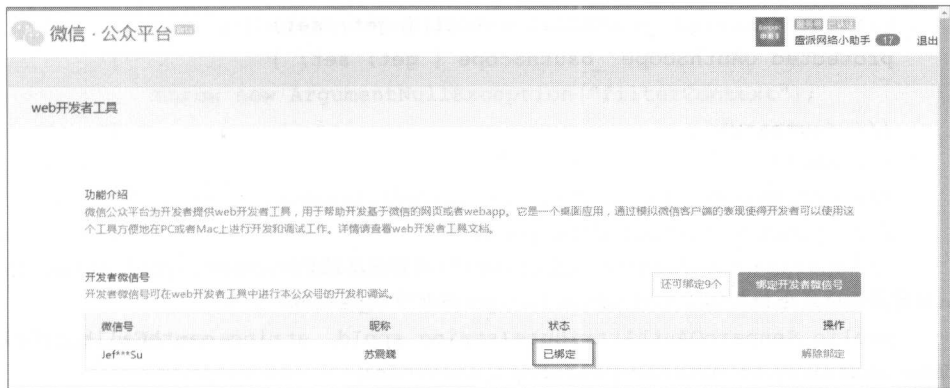 微信 · 公众平台
盛派网络小助手 17 退出
web开发者工具
功能介绍
微信公众平台为开发者提供web开发者工具，用于帮助开发基于微信的网页或者webapp。它是一个桌面应用，通过模拟微信客户端的表现使得开发者可以使用这
个工具方便地在PC或者Mac上进行开发和调试工作。详情请查看web开发者工具文档。
开发者微信号
开发者微信号可在web开发者工具中进行本公众号的开发和调试。
还可绑定9个 绑定开发者微信号
微信号 昵称 状态 操作
Jef***Su 苏震巍 已绑定 解除绑定